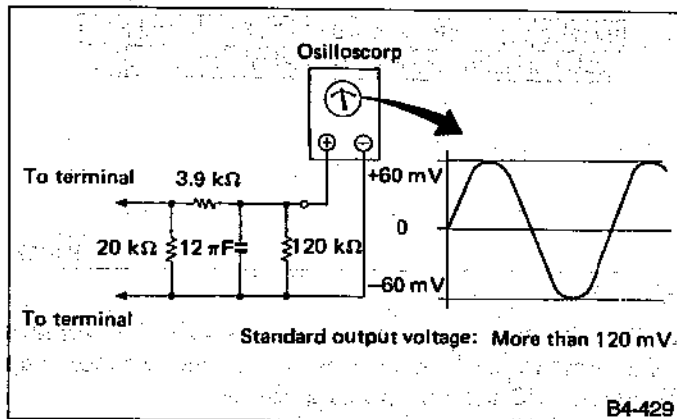 Osilloscorp
To terminal
3.9 kΩ
+60 mV
0
20 kΩ
12 πF
120 kΩ
−60 mV
To terminal
Standard output voltage: More than 120 mV
B4-429